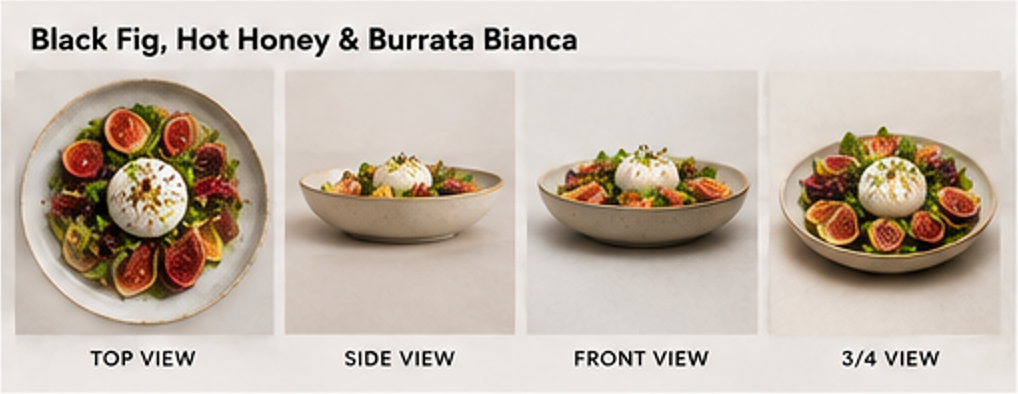 Black Fig, Hot Honey & Burrata Bianca
TOP VIEW
SIDE VIEW
FRONT VIEW
3/4 VIEW